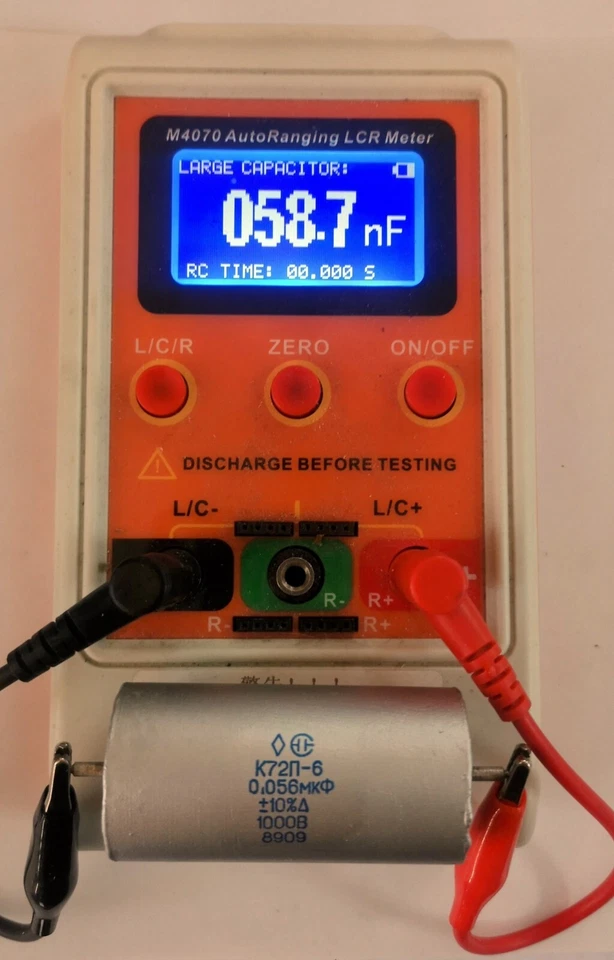 M4070 AutoRanging LCR Meter
LARGE CAPACITOR:
058.7 nF
RC TIME: 00.000 S
L/C/R ZERO ON/OFF
DISCHARGE BEFORE TESTING
L/C- L/C+
R- R+
R- R+
К72П-6
0,056мкФ
±10%Д
1000В
8909